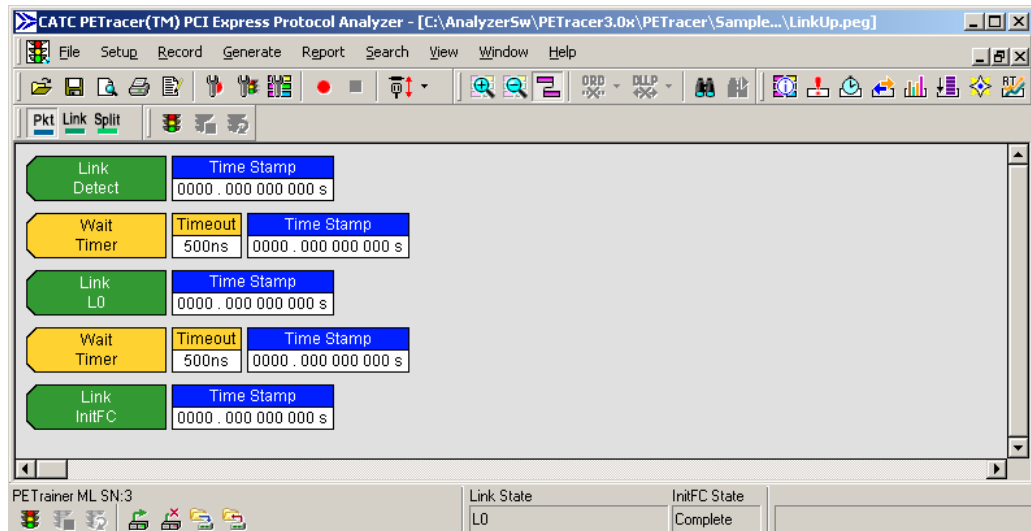 CATC PETracer(TM) PCI Express Protocol Analyzer - [C:\AnalyzerSw\PETracer3.0x\PETracer\Sample...\LinkUp.peg]
File Setup Record Generate Report Search View Window Help
ORD DLLP
Pkt Link Split
Link Detect Time Stamp
0000 . 000 000 000 s
Wait Timer Timeout Time Stamp
500ns 0000 . 000 000 000 s
Link L0 Time Stamp
0000 . 000 000 000 s
Wait Timer Timeout Time Stamp
500ns 0000 . 000 000 000 s
Link InitFC Time Stamp
0000 . 000 000 000 s
PETrainer ML SN:3 Link State InitFC State
L0 Complete